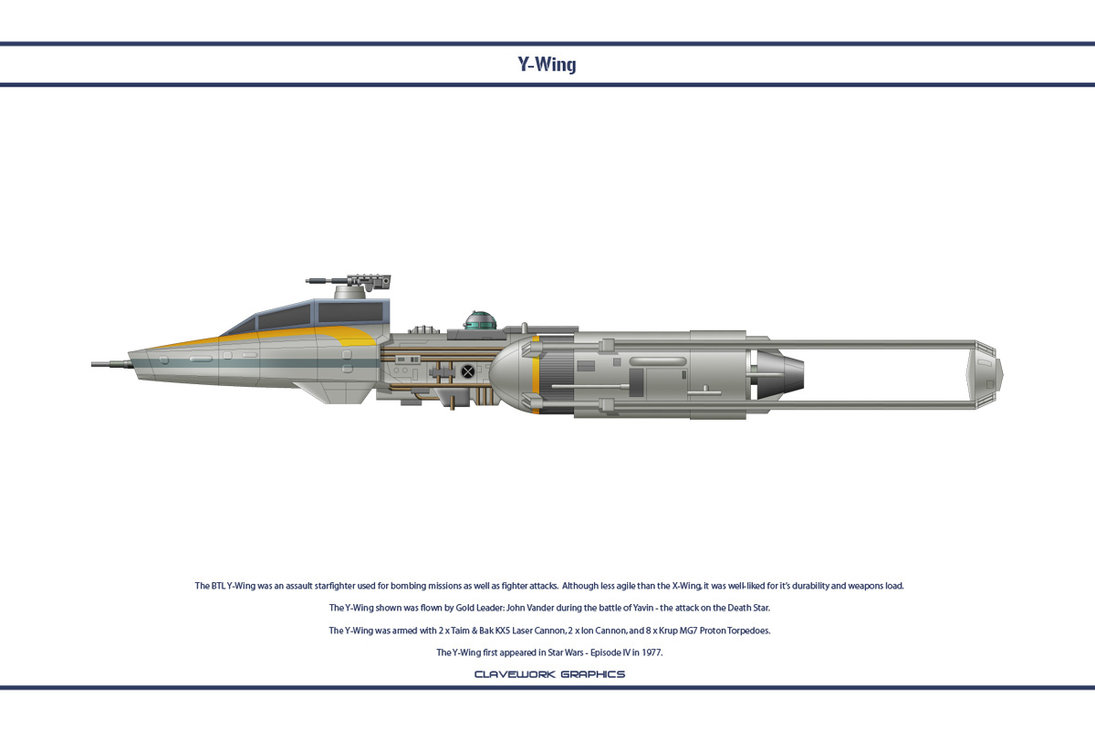 Y-Wing
The BTL Y-Wing was an assault starfighter used for bombing missions as well as fighter attacks. Although less agile than the X-Wing, it was well-liked for it's durability and weapons load.
The Y-Wing shown was flown by Gold Leader: John Vander during the battle of Yavin - the attack on the Death Star.
The Y-Wing was armed with 2 x Taim & Bak KX5 Laser Cannon, 2 x Ion Cannon, and 8 x Krup MG7 Proton Torpedoes.
The Y-Wing first appeared in Star Wars - Episode IV in 1977.
CLAVEWORK GRAPHICS